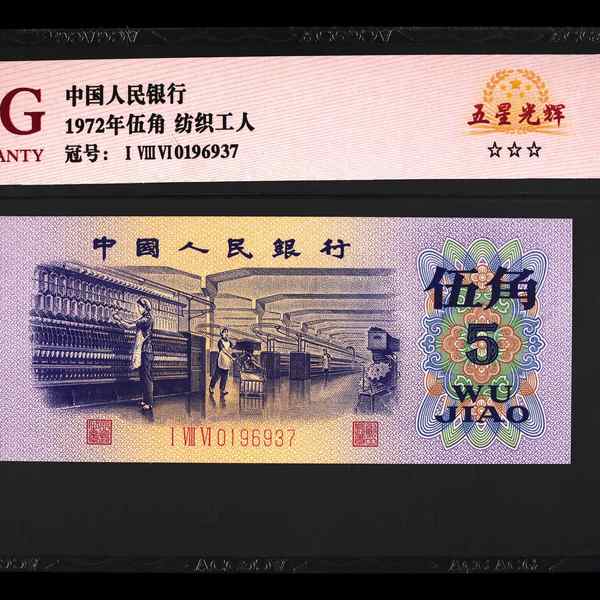 G
ANTY
中国人民银行
1972年伍角 纺织工人
冠号: I VIII VI 0196937
五星光辉
☆☆☆
中國人民銀行
伍角
5
WU
JIAO
I VIII VI 0196937